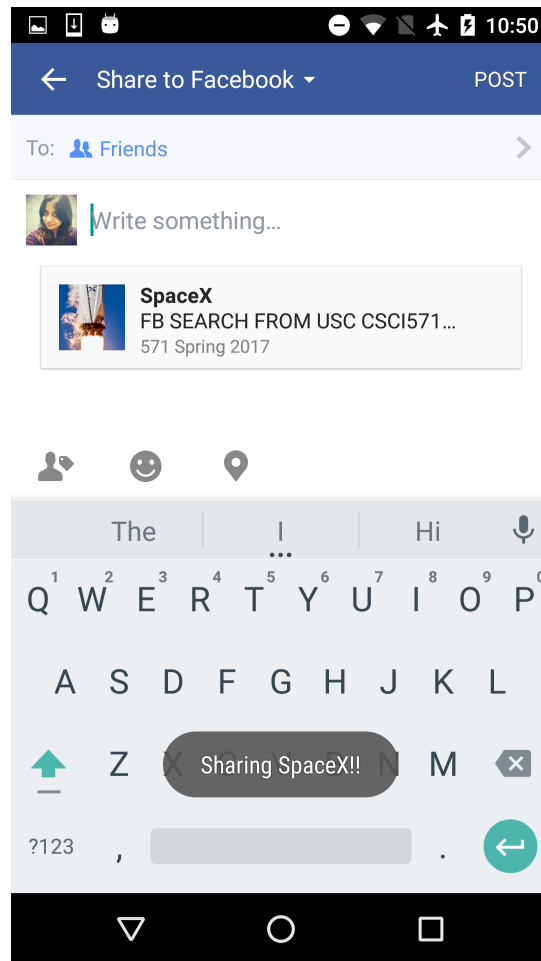 10:50
Share to Facebook
POST
To: Friends
Write something...
SpaceX
FB SEARCH FROM USC CSCI571...
571 Spring 2017
The I Hi
1 2 3 4 5 6 7 8 9 0
Q W E R T Y U I O P
A S D F G H J K L
Z X C V B N M
Sharing SpaceX!!
?123 , .